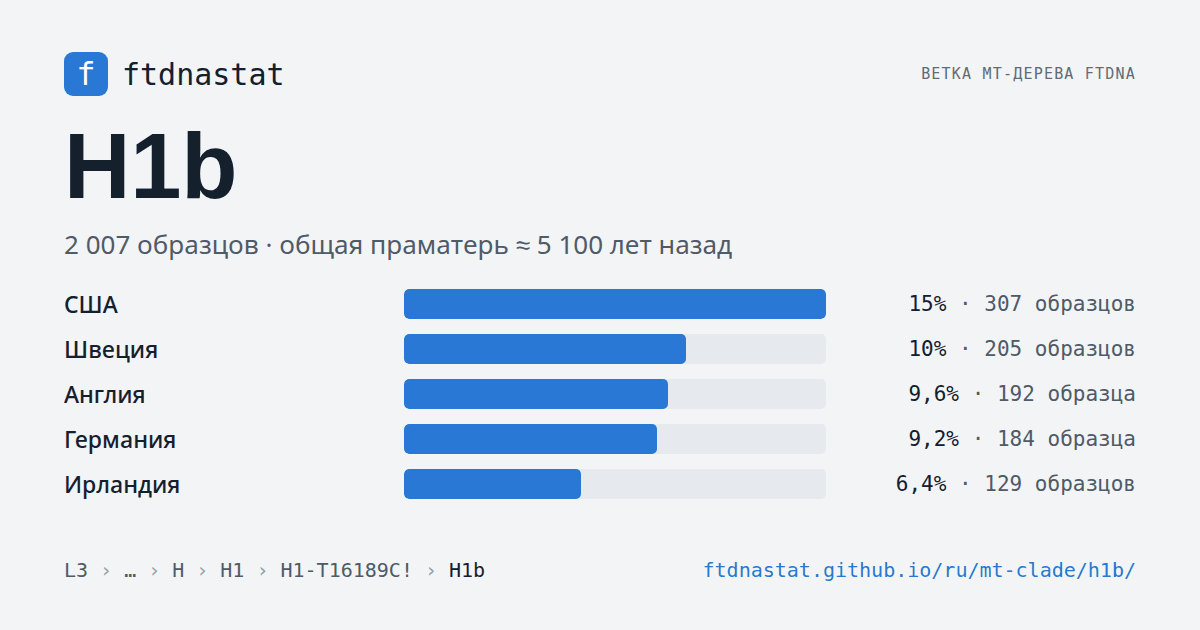 f ftdnastat
ВЕТКА МТ-ДЕРЕВА FTDNA
H1b
2 007 образцов · общая праматерь ≈ 5 100 лет назад
США 15% · 307 образцов
Швеция 10% · 205 образцов
Англия 9,6% · 192 образца
Германия 9,2% · 184 образца
Ирландия 6,4% · 129 образцов
L3 › … › H › H1 › H1-T16189C! › H1b
ftdnastat.github.io/ru/mt-clade/h1b/